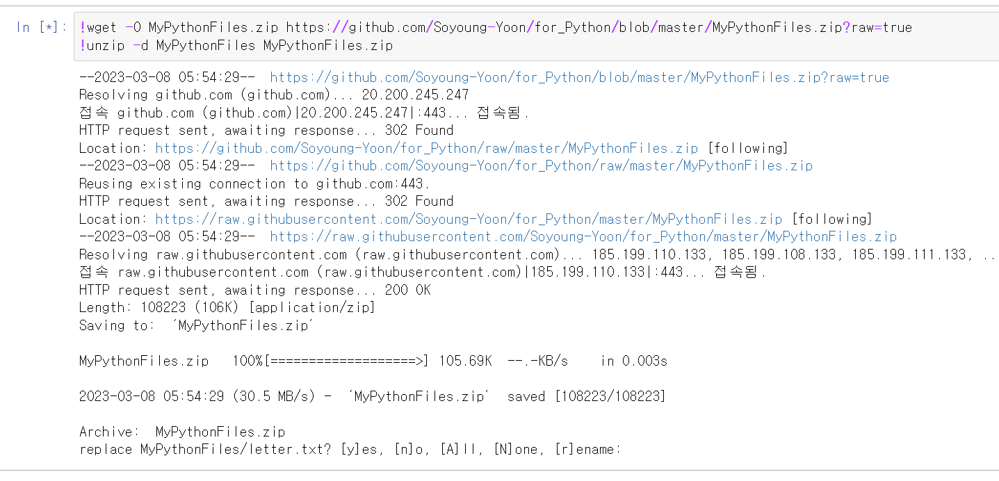 In [*]: !wget -O MyPythonFiles.zip https://github.com/Soyoung-Yoon/for_Python/blob/master/MyPythonFiles.zip?raw=true
!unzip -d MyPythonFiles MyPythonFiles.zip
--2023-03-08 05:54:29--  https://github.com/Soyoung-Yoon/for_Python/blob/master/MyPythonFiles.zip?raw=true
Resolving github.com (github.com)... 20.200.245.247
접속 github.com (github.com)|20.200.245.247|:443... 접속됨.
HTTP request sent, awaiting response... 302 Found
Location: https://github.com/Soyoung-Yoon/for_Python/raw/master/MyPythonFiles.zip [following]
--2023-03-08 05:54:29--  https://github.com/Soyoung-Yoon/for_Python/raw/master/MyPythonFiles.zip
Reusing existing connection to github.com:443.
HTTP request sent, awaiting response... 302 Found
Location: https://raw.githubusercontent.com/Soyoung-Yoon/for_Python/master/MyPythonFiles.zip [following]
--2023-03-08 05:54:29--  https://raw.githubusercontent.com/Soyoung-Yoon/for_Python/master/MyPythonFiles.zip
Resolving raw.githubusercontent.com (raw.githubusercontent.com)... 185.199.110.133, 185.199.108.133, 185.199.111.133, ..
접속 raw.githubusercontent.com (raw.githubusercontent.com)|185.199.110.133|:443... 접속됨.
HTTP request sent, awaiting response... 200 OK
Length: 108223 (106K) [application/zip]
Saving to: ‘MyPythonFiles.zip’
MyPythonFiles.zip   100%[===================>] 105.69K  --.-KB/s    in 0.003s
2023-03-08 05:54:29 (30.5 MB/s) - ‘MyPythonFiles.zip’ saved [108223/108223]
Archive:  MyPythonFiles.zip
replace MyPythonFiles/letter.txt? [y]es, [n]o, [A]ll, [N]one, [r]ename: